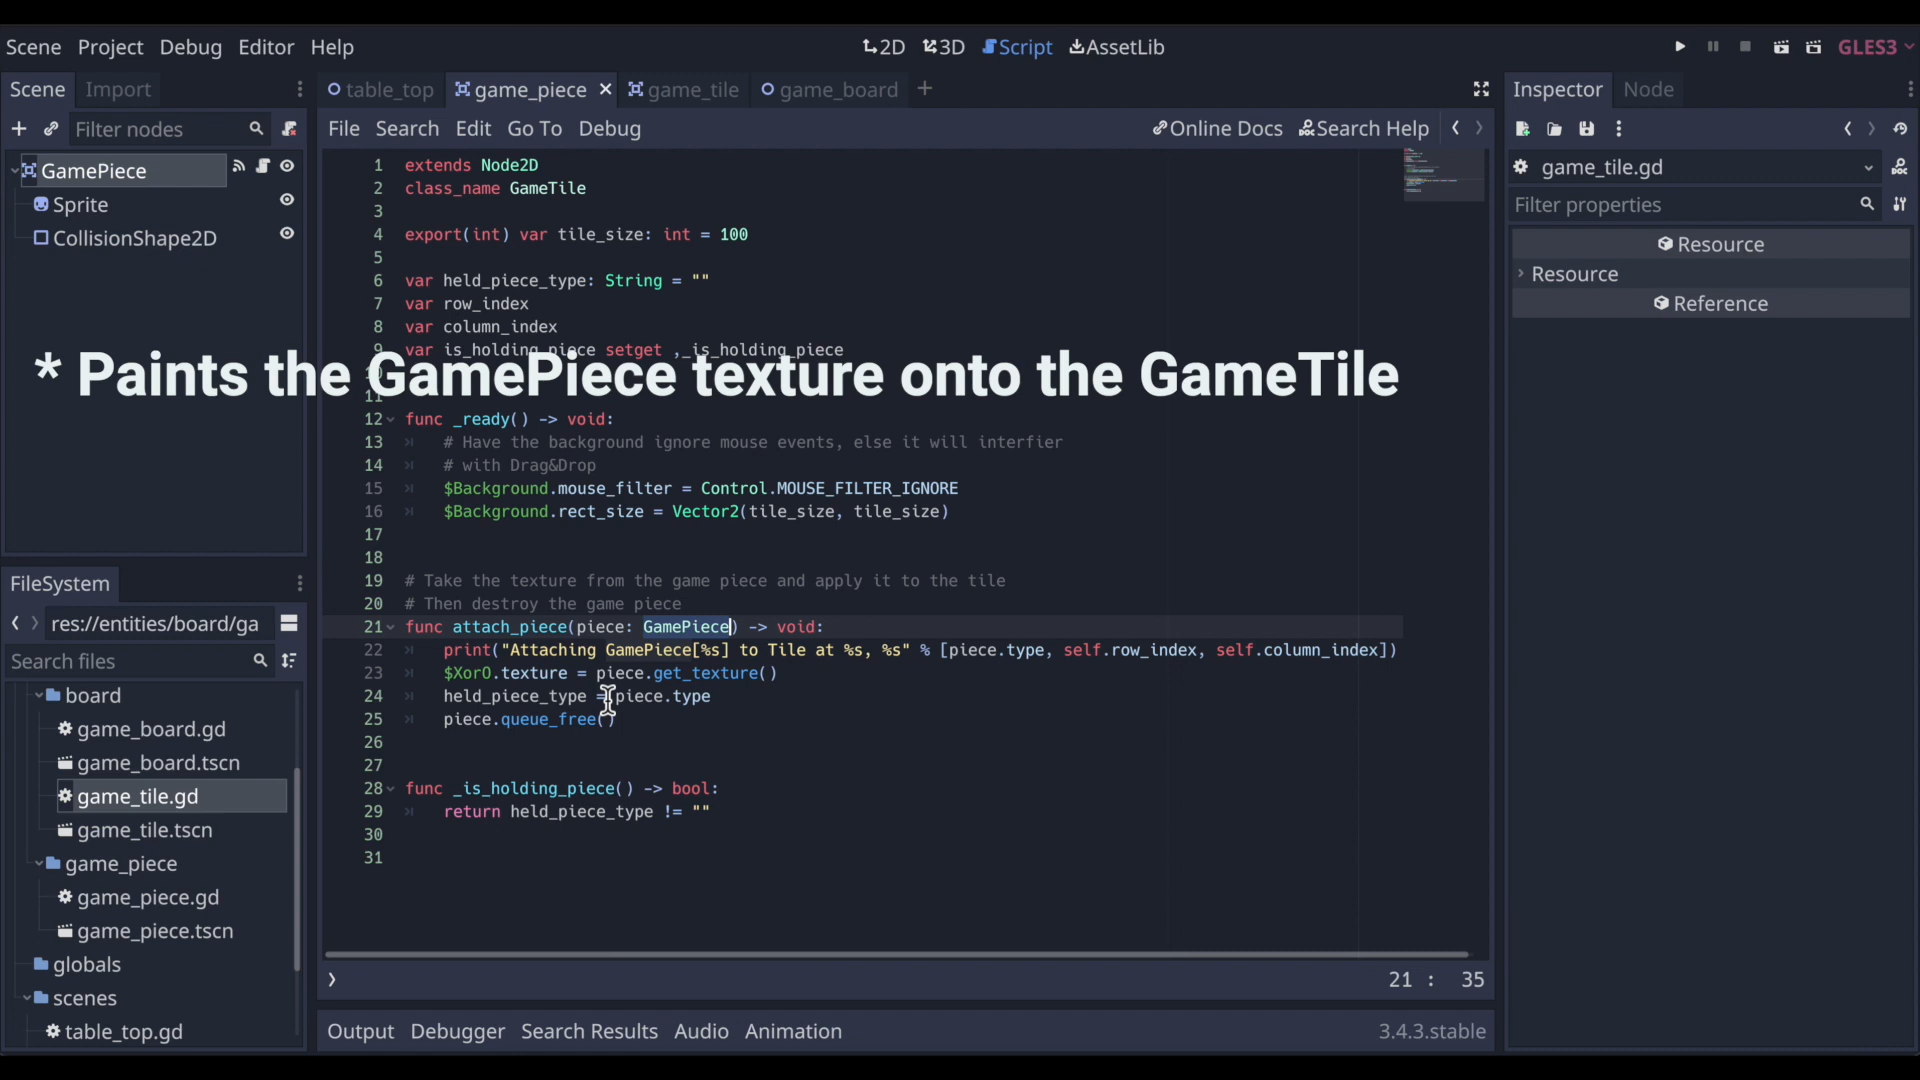 Scene Project Debug Editor Help
2D 3D Script AssetLib
GLES3
Scene Import
table_top game_piece game_tile game_board
Inspector Node
Filter nodes
File Search Edit Go To Debug
Online Docs Search Help
GamePiece
Sprite
CollisionShape2D
1 extends Node2D
2 class_name GameTile
3
4 export(int) var tile_size: int = 100
5
6 var held_piece_type: String = ""
7 var row_index
8 var column_index
9 var is_holding_piece setget ,_is_holding_piece
* Paints the GamePiece texture onto the GameTile
11
12 func _ready() -> void:
13 # Have the background ignore mouse events, else it will interfier
14 # with Drag&Drop
15 $Background.mouse_filter = Control.MOUSE_FILTER_IGNORE
16 $Background.rect_size = Vector2(tile_size, tile_size)
17
18
19 # Take the texture from the game piece and apply it to the tile
20 # Then destroy the game piece
21 func attach_piece(piece: GamePiece) -> void:
22 print("Attaching GamePiece[%s] to Tile at %s, %s" % [piece.type, self.row_index, self.column_index])
23 $XorO.texture = piece.get_texture()
24 held_piece_type = piece.type
25 piece.queue_free()
26
27
28 func _is_holding_piece() -> bool:
29 return held_piece_type != ""
30
31
21 : 35
FileSystem
res://entities/board/ga
Search files
board
game_board.gd
game_board.tscn
game_tile.gd
game_tile.tscn
game_piece
game_piece.gd
game_piece.tscn
globals
scenes
table_top.gd
Output Debugger Search Results Audio Animation
3.4.3.stable
game_tile.gd
Filter properties
Resource
Resource
Reference